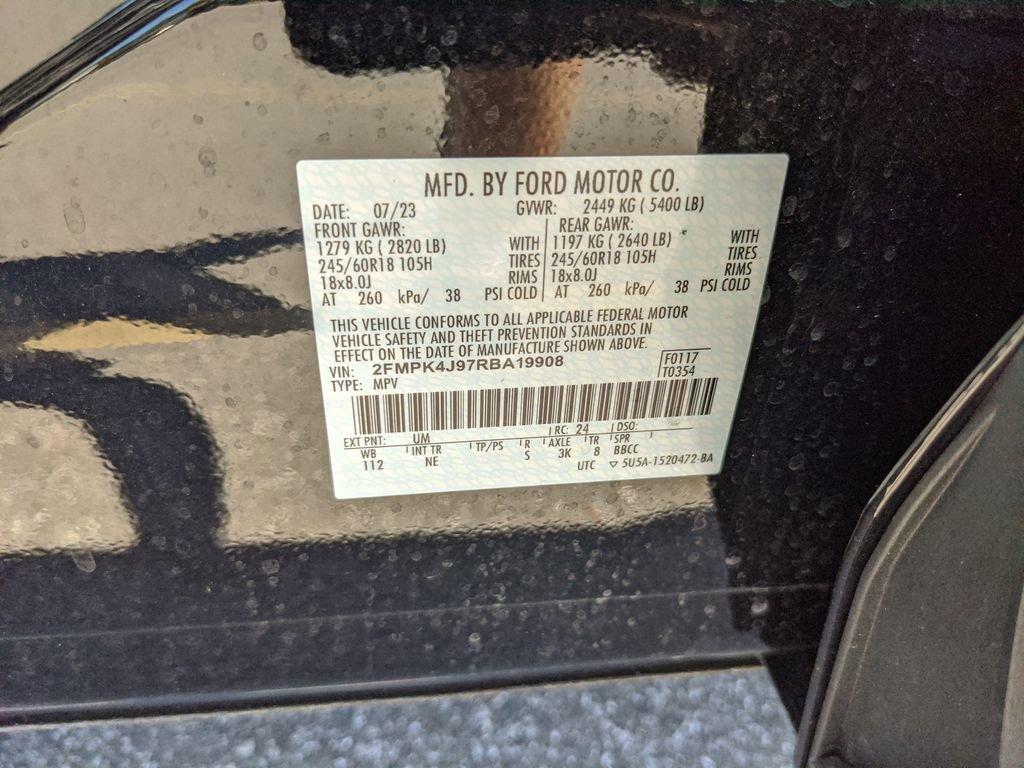 MFD. BY FORD MOTOR CO.
DATE: 07/23 GVWR: 2449 KG ( 5400 LB)
FRONT GAWR: REAR GAWR:
1279 KG ( 2820 LB) WITH 1197 KG ( 2640 LB) WITH
245/60R18 105H TIRES 245/60R18 105H TIRES
18x8.0J RIMS 18x8.0J RIMS
AT 260 kPa/ 38 PSI COLD AT 260 kPa/ 38 PSI COLD
THIS VEHICLE CONFORMS TO ALL APPLICABLE FEDERAL MOTOR
VEHICLE SAFETY AND THEFT PREVENTION STANDARDS IN
EFFECT ON THE DATE OF MANUFACTURE SHOWN ABOVE.
VIN: 2FMPK4J97RBA19908 F0117
TYPE: MPV T0354
EXT PNT: UM RC: 24 DSO:
WB INT TR TP/PS R AXLE TR SPR
112 NE S 3K 8 BBCC
UTC ▽ 5U5A-1520472-BA